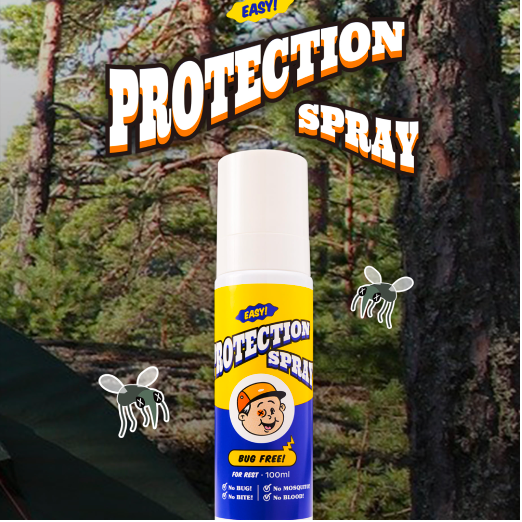 EASY!
PROTECTION
SPRAY
EASY!
PROTECTION
SPRAY
BUG FREE!
FOR REST · 100ml
No BUG!
No MOSQUITO!
No BITE!
No BLOOD!